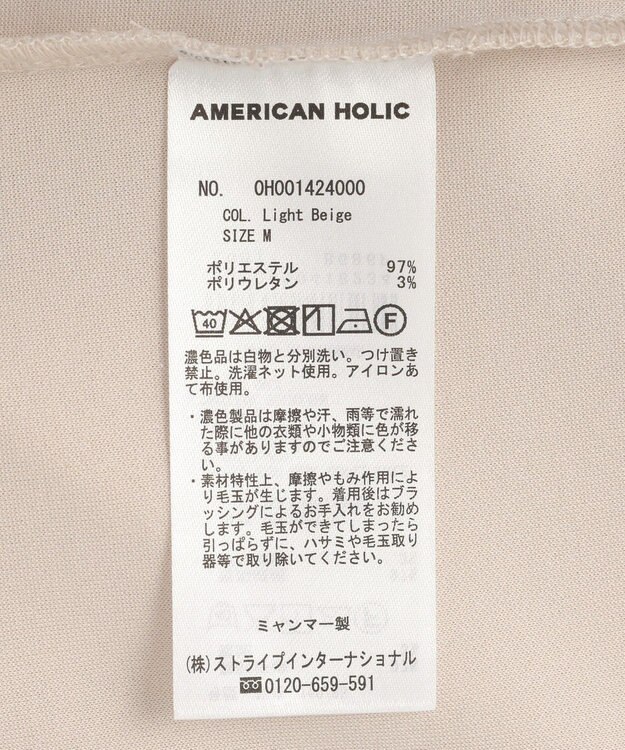 AMERICAN HOLIC
NO. 0H001424000
COL. Light Beige
SIZE M
ポリエステル 97%
ポリウレタン 3%
40 F
濃色品は白物と分別洗い。つけ置き
禁止。洗濯ネット使用。アイロンあ
て布使用。
・濃色製品は摩擦や汗、雨等で濡れ
た際に他の衣類や小物類に色が移
る事がありますのでご注意くださ
い。
・素材特性上、摩擦やもみ作用によ
り毛玉が生じます。着用後はブラ
ッシングによるお手入れをお勧め
します。毛玉ができてしまったら
引っぱらずに、ハサミや毛玉取り
器等で取り除いてください。
ミャンマー製
(株)ストライプインターナショナル
0120-659-591